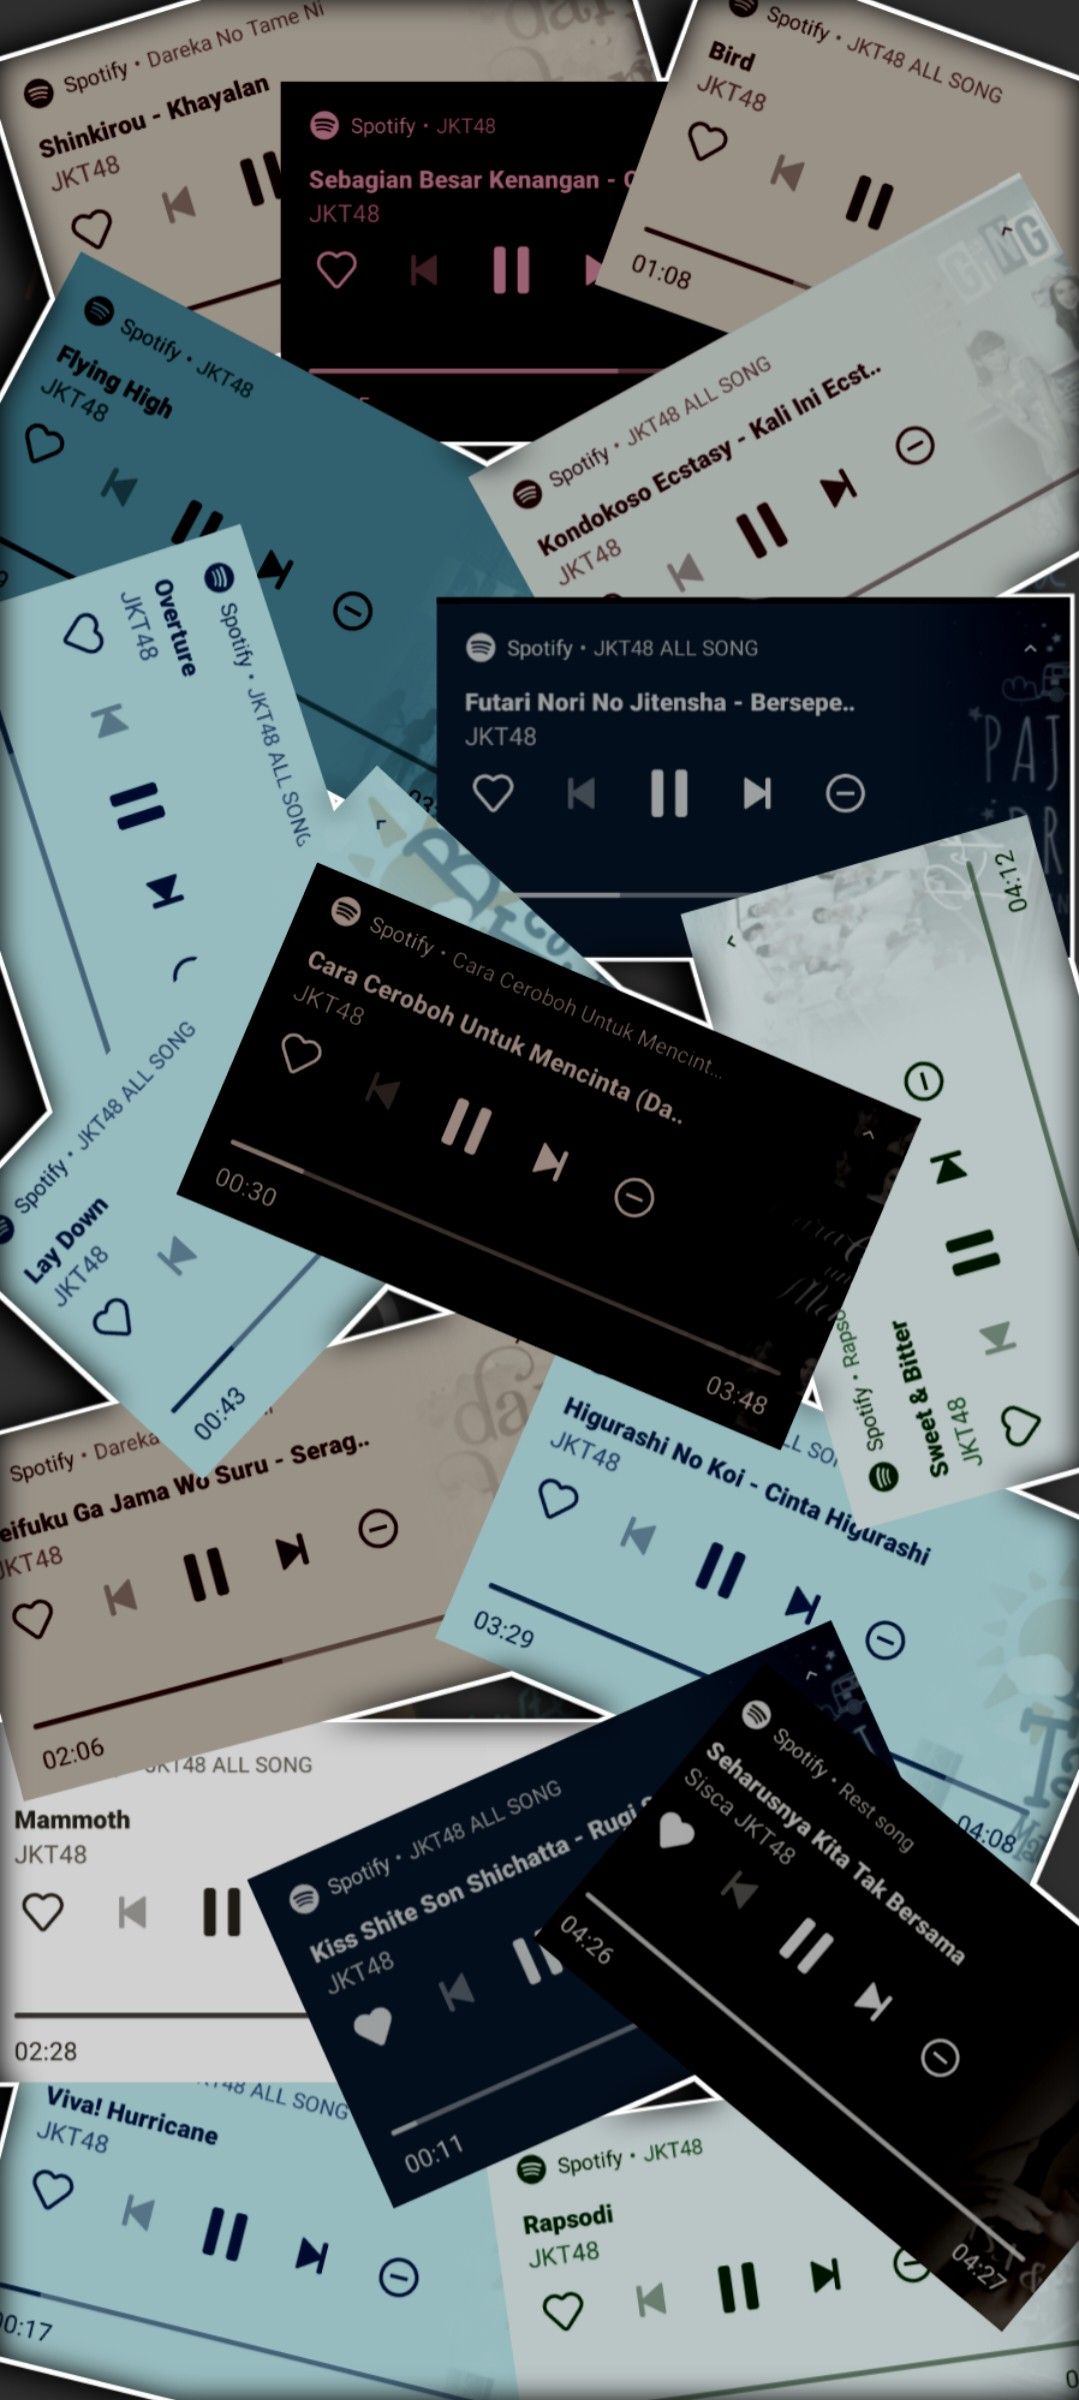 Spotify • Dareka No Tame Ni
Shinkirou - Khayalan
JKT48
Spotify • JKT48
Sebagian Besar Kenangan -
JKT48
Spotify • JKT48 ALL SONG
Bird
JKT48
01:08
Spotify • JKT48
Flying High
JKT48
GiNG
Spotify • JKT48 ALL SONG
Kondokoso Ecstasy - Kali Ini Ecst..
JKT48
Spotify • JKT48 ALL SONG
Overture
JKT48
Spotify • JKT48 ALL SONG
Futari Nori No Jitensha - Bersepe..
JKT48
PAJ
Spotify • Cara Ceroboh Untuk Mencint...
Cara Ceroboh Untuk Mencinta (Da..
JKT48
00:30
03:48
Spotify • Rapso
Sweet & Bitter
JKT48
04:12
Spotify • JKT48 ALL SONG
Lay Down
JKT48
00:43
Spotify • Dareka
eifuku Ga Jama Wo Suru - Serag..
JKT48
02:06
Higurashi No Koi - Cinta Higurashi
JKT48
03:29
04:08
JKT48 ALL SONG
Mammoth
JKT48
02:28
Spotify • JKT48 ALL SONG
Kiss Shite Son Shichatta - Rugi
JKT48
00:11
Spotify • Rest song
Seharusnya Kita Tak Bersama
Sisca JKT48
04:26
04:27
ALL SONG
Viva! Hurricane
JKT48
00:17
Spotify • JKT48
Rapsodi
JKT48